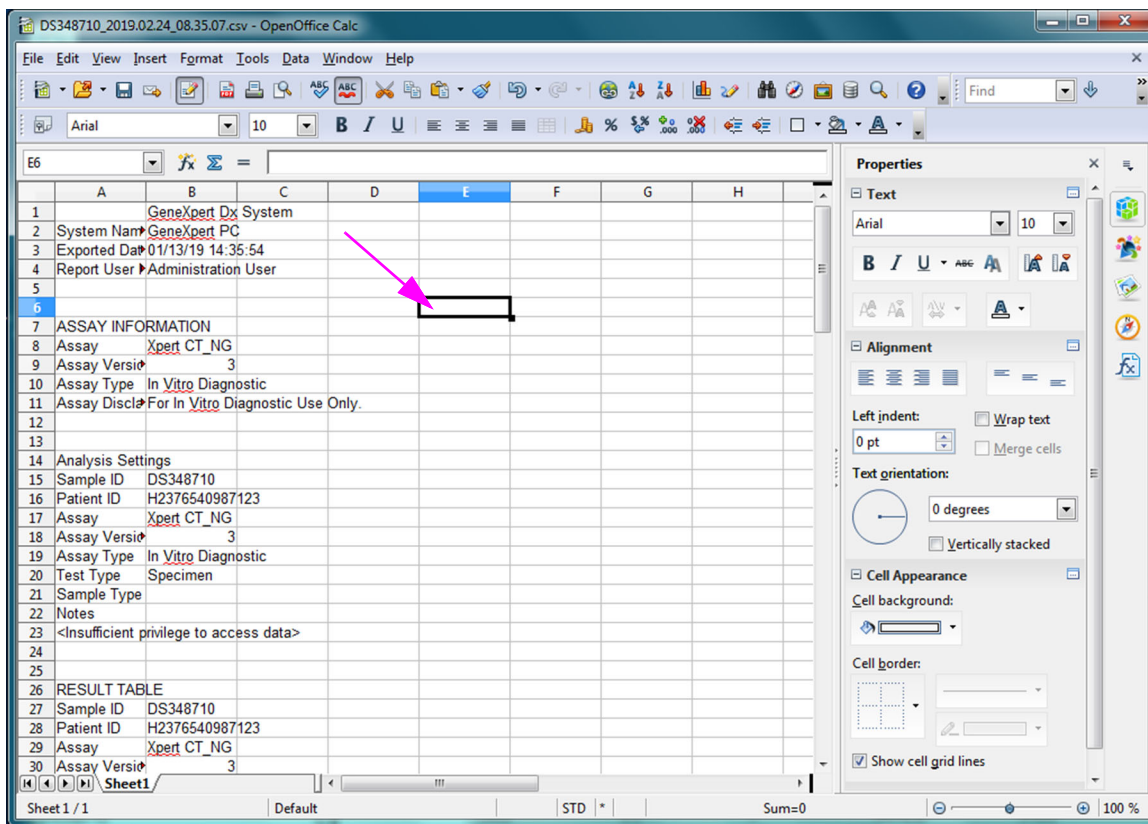 DS348710_2019.02.24_08.35.07.csv - OpenOffice Calc
File Edit View Insert Format Tools Data Window Help
Find
Arial 10
E6
A B C D E F G H
1 GeneXpert Dx System
2 System Nam GeneXpert PC
3 Exported Dat 01/13/19 14:35:54
4 Report User N Administration User
5
6
7 ASSAY INFORMATION
8 Assay Xpert CT_NG
9 Assay Versio 3
10 Assay Type In Vitro Diagnostic
11 Assay Discla For In Vitro Diagnostic Use Only.
12
13
14 Analysis Settings
15 Sample ID DS348710
16 Patient ID H2376540987123
17 Assay Xpert CT_NG
18 Assay Versio 3
19 Assay Type In Vitro Diagnostic
20 Test Type Specimen
21 Sample Type
22 Notes
23 <Insufficient privilege to access data>
24
25
26 RESULT TABLE
27 Sample ID DS348710
28 Patient ID H2376540987123
29 Assay Xpert CT_NG
30 Assay Versio 3
Sheet1
Sheet 1 / 1 Default STD * Sum=0 100 %
Properties
Text
Arial 10
Alignment
Left indent:
Wrap text
0 pt
Merge cells
Text orientation:
0 degrees
Vertically stacked
Cell Appearance
Cell background:
Cell border:
Show cell grid lines